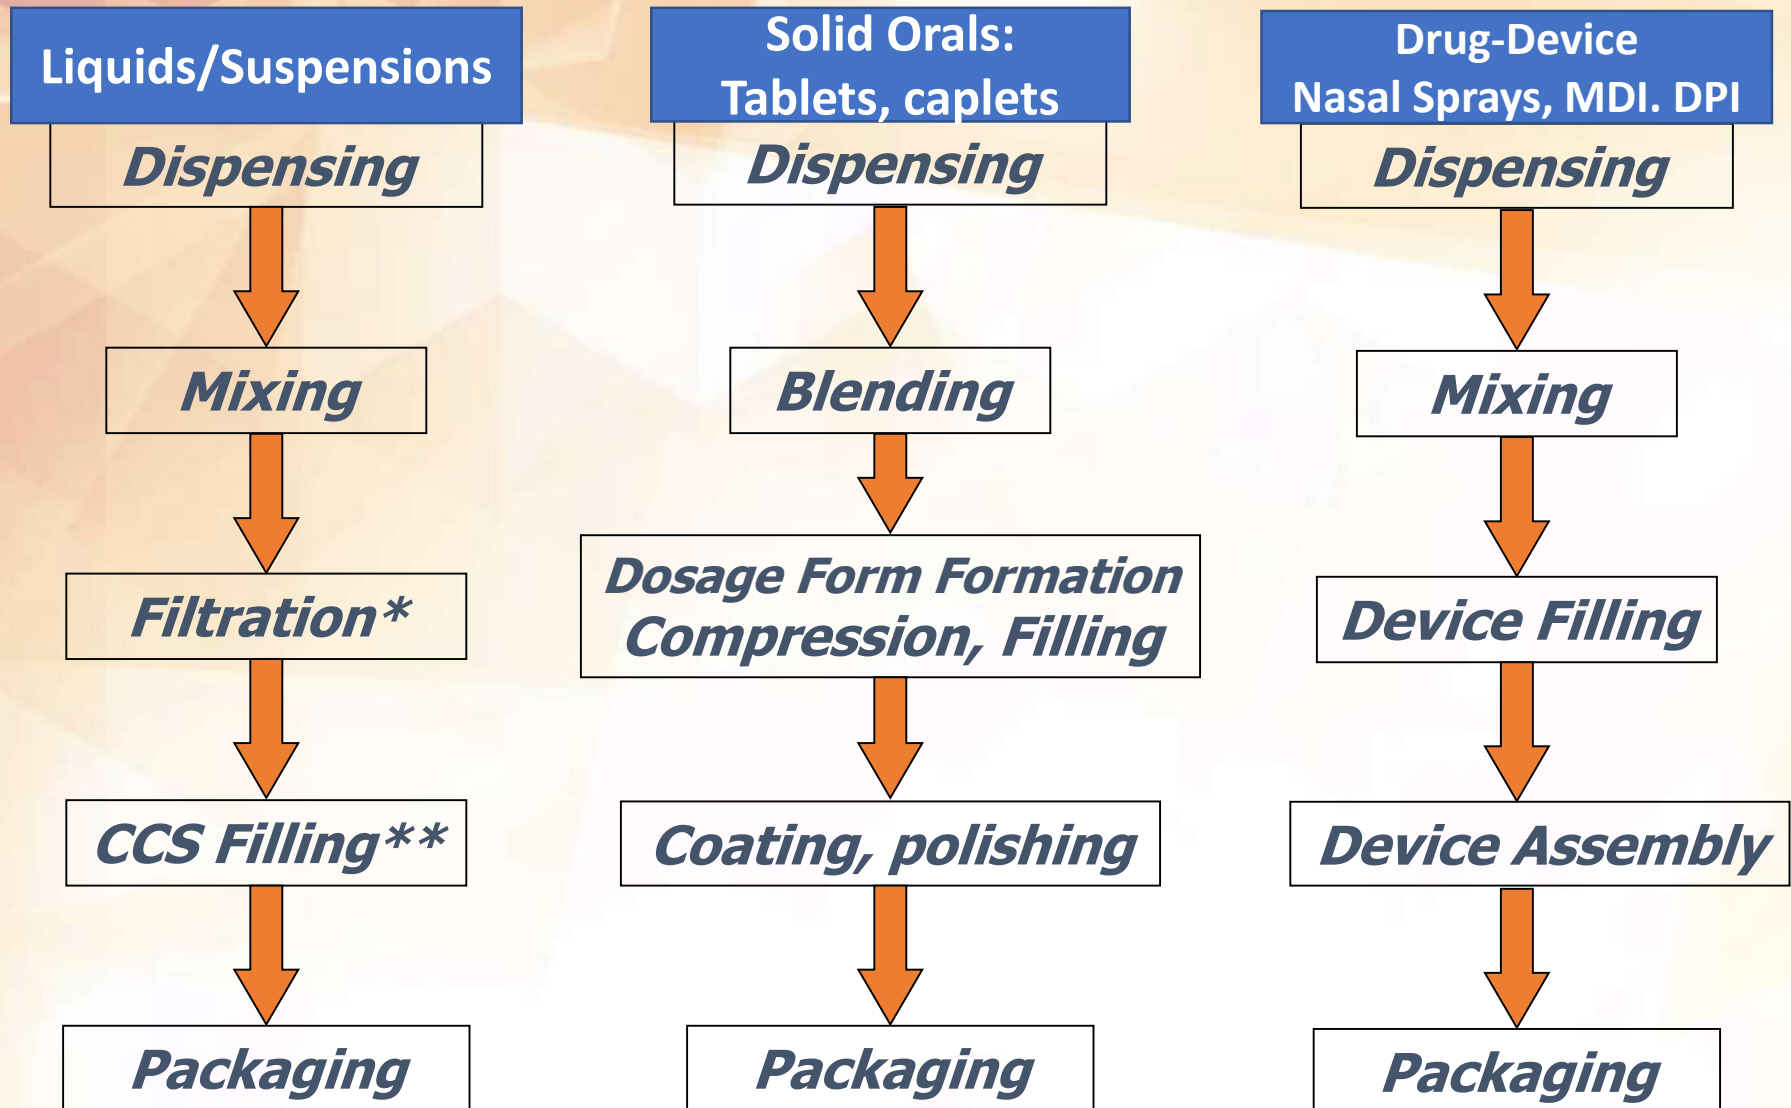 Liquids/Suspensions
Dispensing
Mixing
Filtration*
CCS Filling**
Packaging
Solid Orals:
Tablets, caplets
Dispensing
Blending
Dosage Form Formation
Compression, Filling
Coating, polishing
Packaging
Drug-Device
Nasal Sprays, MDI. DPI
Dispensing
Mixing
Device Filling
Device Assembly
Packaging